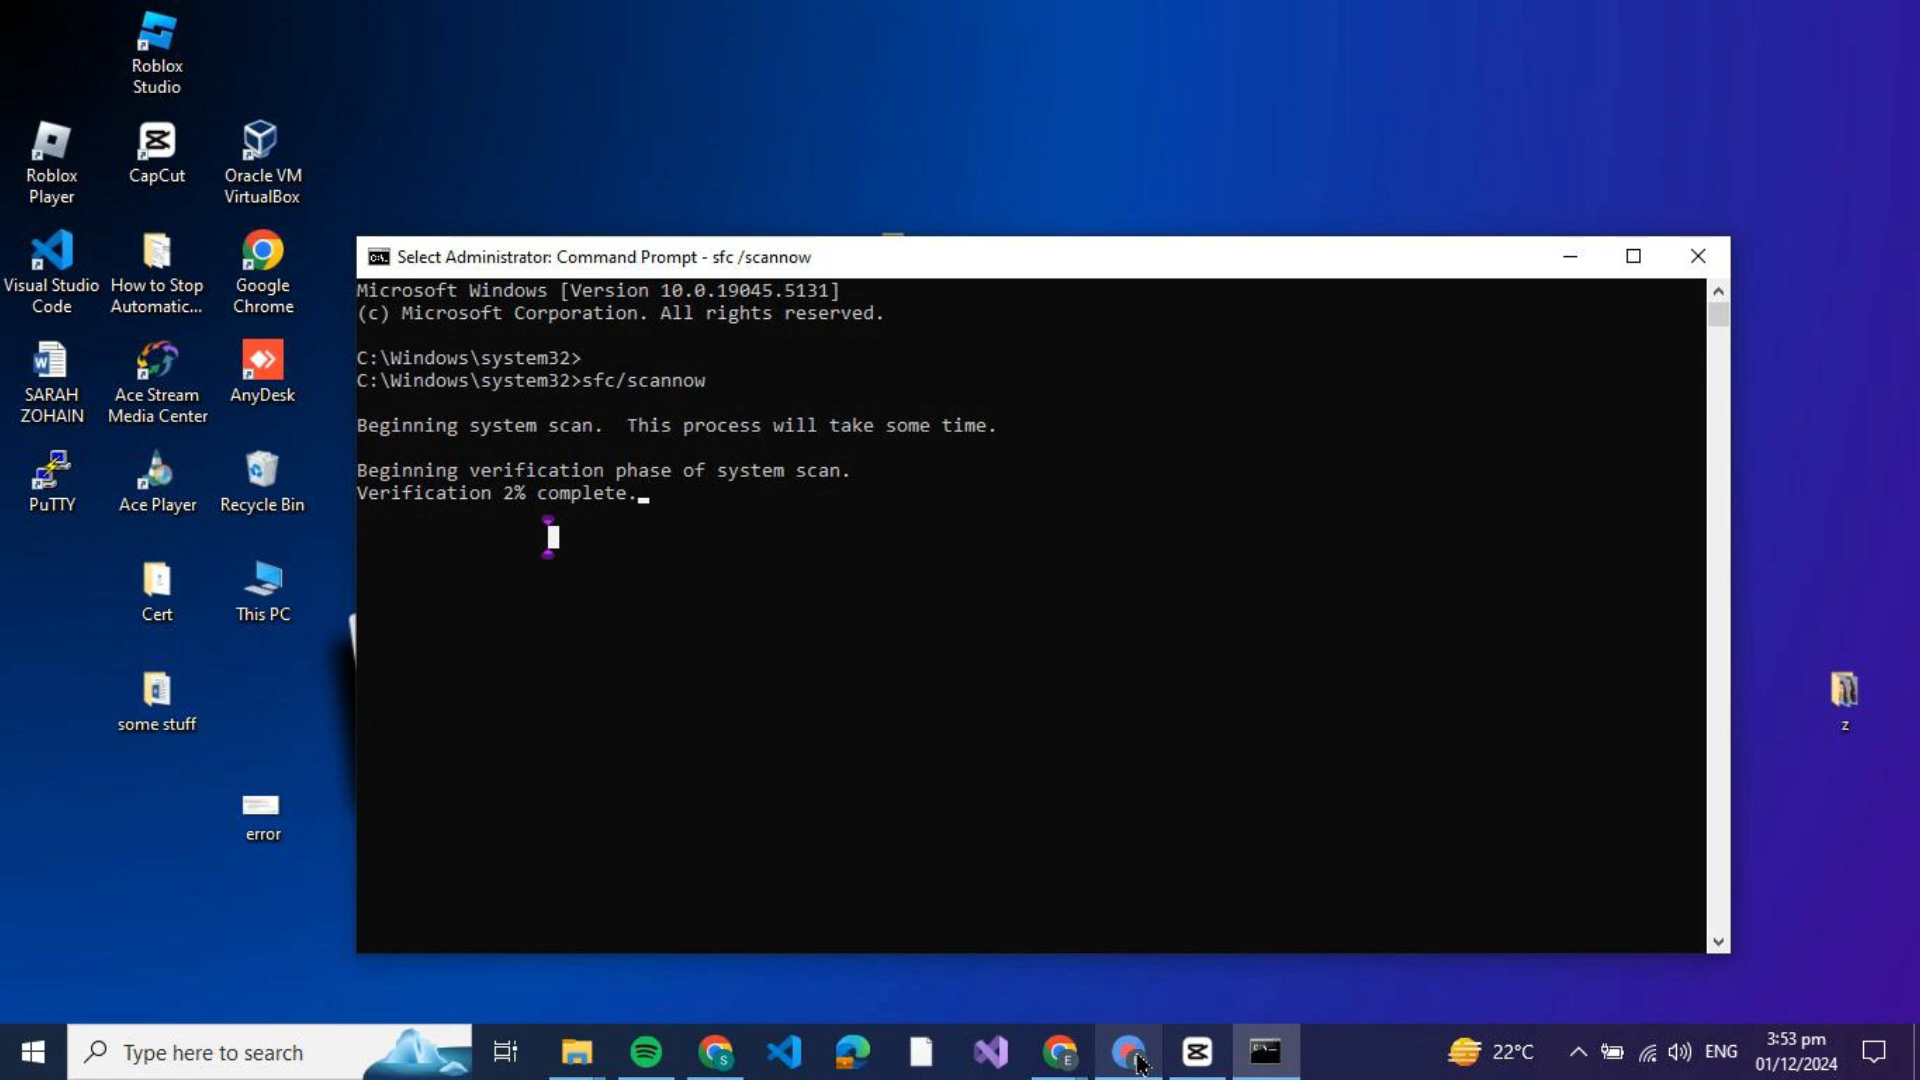 Roblox
Studio
Roblox
Player
CapCut
Oracle VM
VirtualBox
Visual Studio
Code
How to Stop
Automatic...
Google
Chrome
SARAH
ZOHAIN
Ace Stream
Media Center
AnyDesk
PuTTY
Ace Player
Recycle Bin
Cert
This PC
some stuff
error
z
Select Administrator: Command Prompt - sfc /scannow
Microsoft Windows [Version 10.0.19045.5131]
(c) Microsoft Corporation. All rights reserved.
C:\Windows\system32>
C:\Windows\system32>sfc/scannow
Beginning system scan.  This process will take some time.
Beginning verification phase of system scan.
Verification 2% complete.
Type here to search
22°C
ENG
3:53 pm
01/12/2024